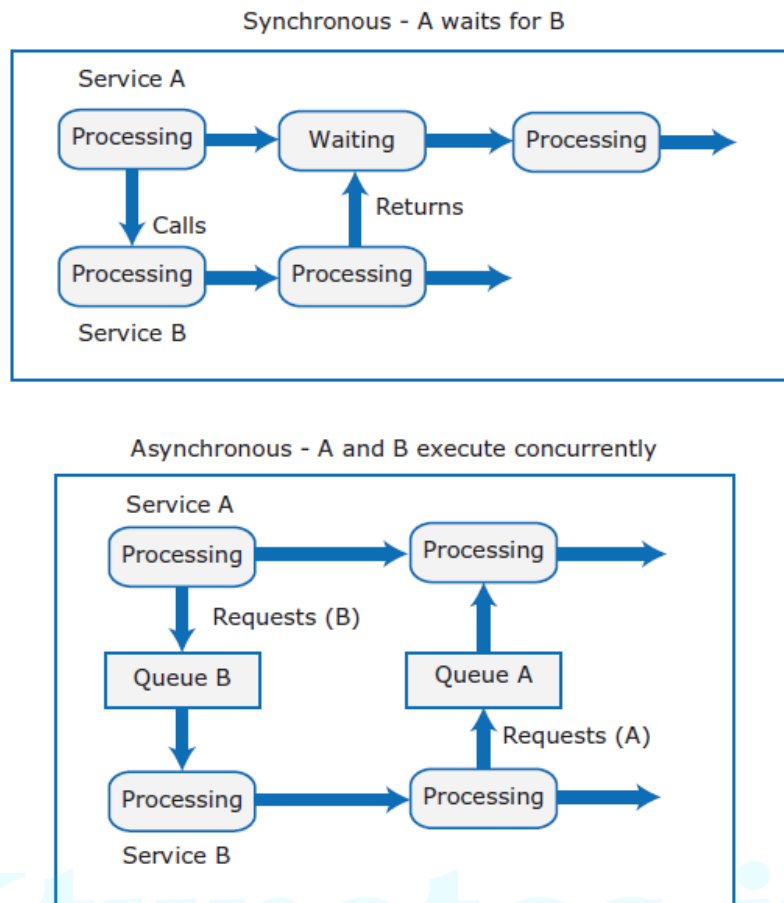 Synchronous - A waits for B
Service A
Processing
Waiting
Processing
Calls
Returns
Processing
Processing
Service B
Asynchronous - A and B execute concurrently
Service A
Processing
Processing
Requests (B)
Queue B
Queue A
Requests (A)
Processing
Processing
Service B